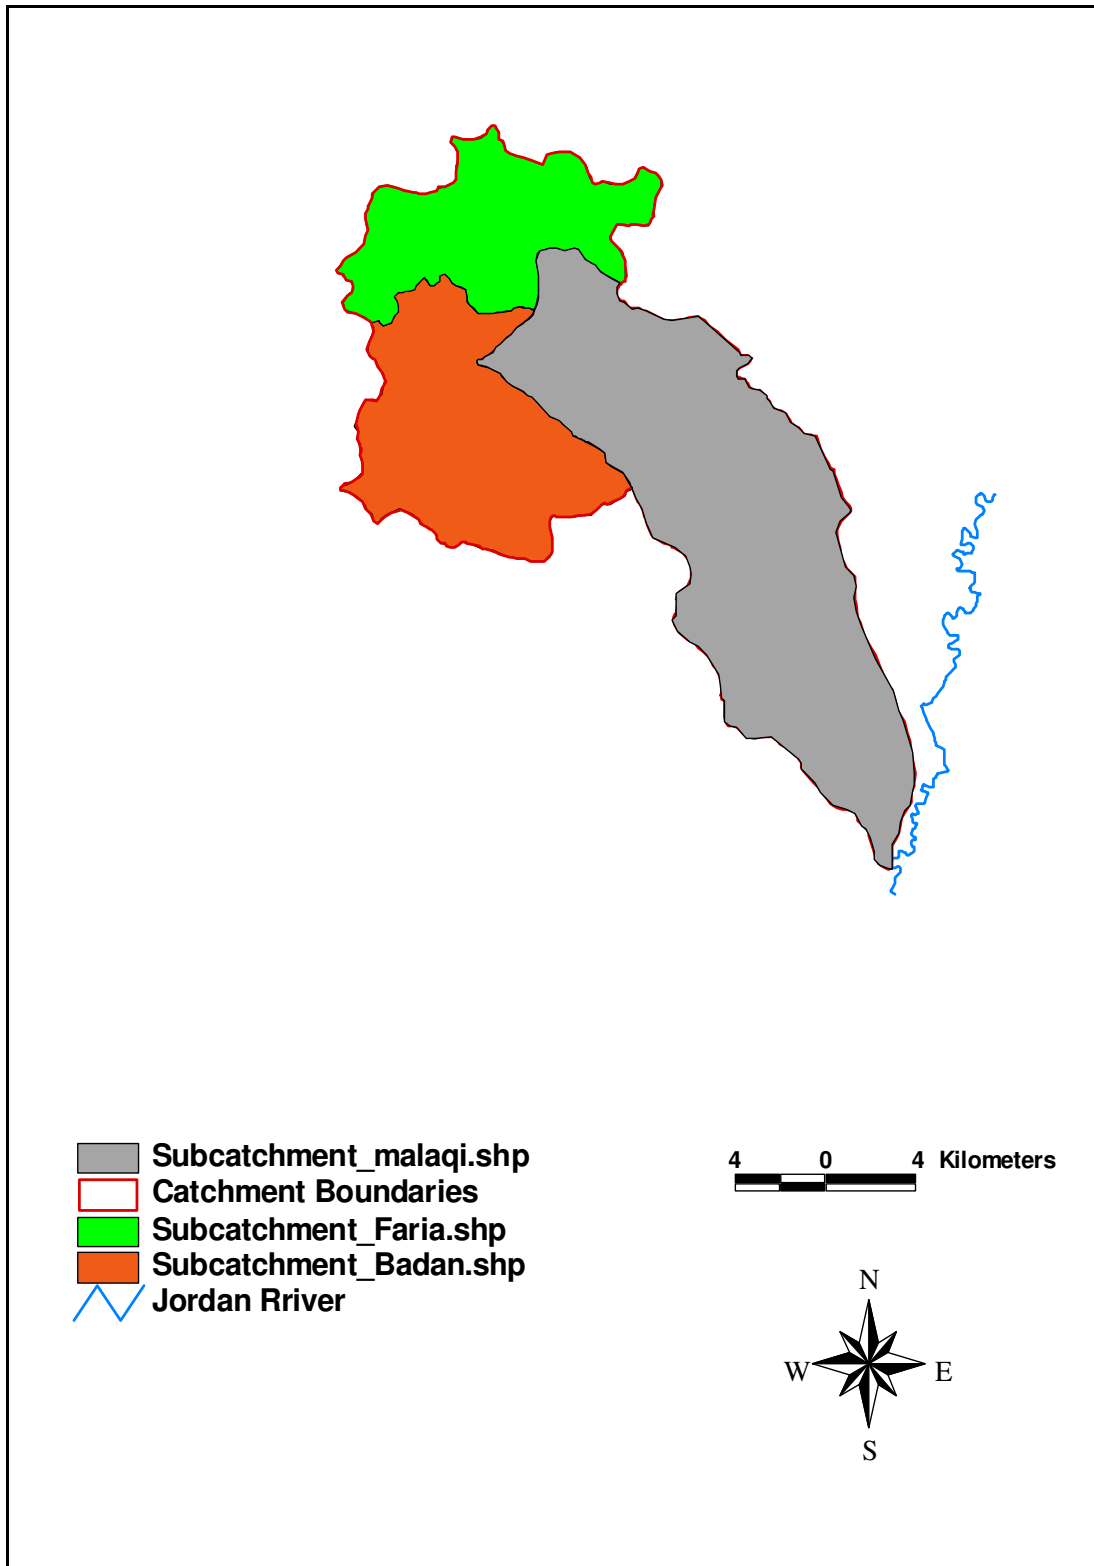 Subcatchment_malaqi.shp
Catchment Boundaries
Subcatchment_Faria.shp
Subcatchment_Badan.shp
Jordan Rriver
4 0 4 Kilometers
N
W E
S